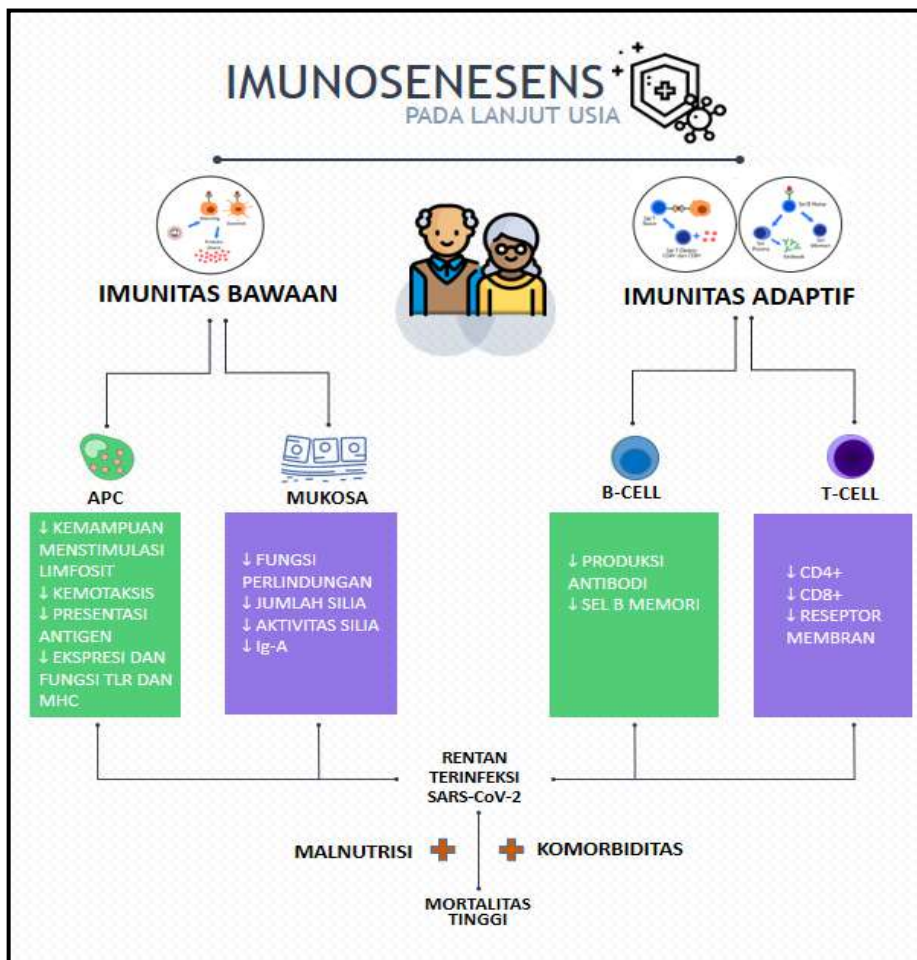 IMUNOSENESENS
PADA LANJUT USIA
IMUNITAS BAWAAN
IMUNITAS ADAPTIF
APC
↓ KEMAMPUAN
MENSTIMULASI
LIMFOSIT
↓ KEMOTAKSIS
↓ PRESENTASI
ANTIGEN
↓ EKSPRESI DAN
FUNGSI TLR DAN
MHC
MUKOSA
↓ FUNGSI
PERLINDUNGAN
↓ JUMLAH SILIA
↓ AKTIVITAS SILIA
↓ Ig-A
B-CELL
↓ PRODUKSI
ANTIBODI
↓ SEL B MEMORI
T-CELL
↓ CD4+
↓ CD8+
↓ RESEPTOR
MEMBRAN
RENTAN
TERINFEKSI
SARS-CoV-2
MALNUTRISI
KOMORBIDITAS
MORTALITAS
TINGGI